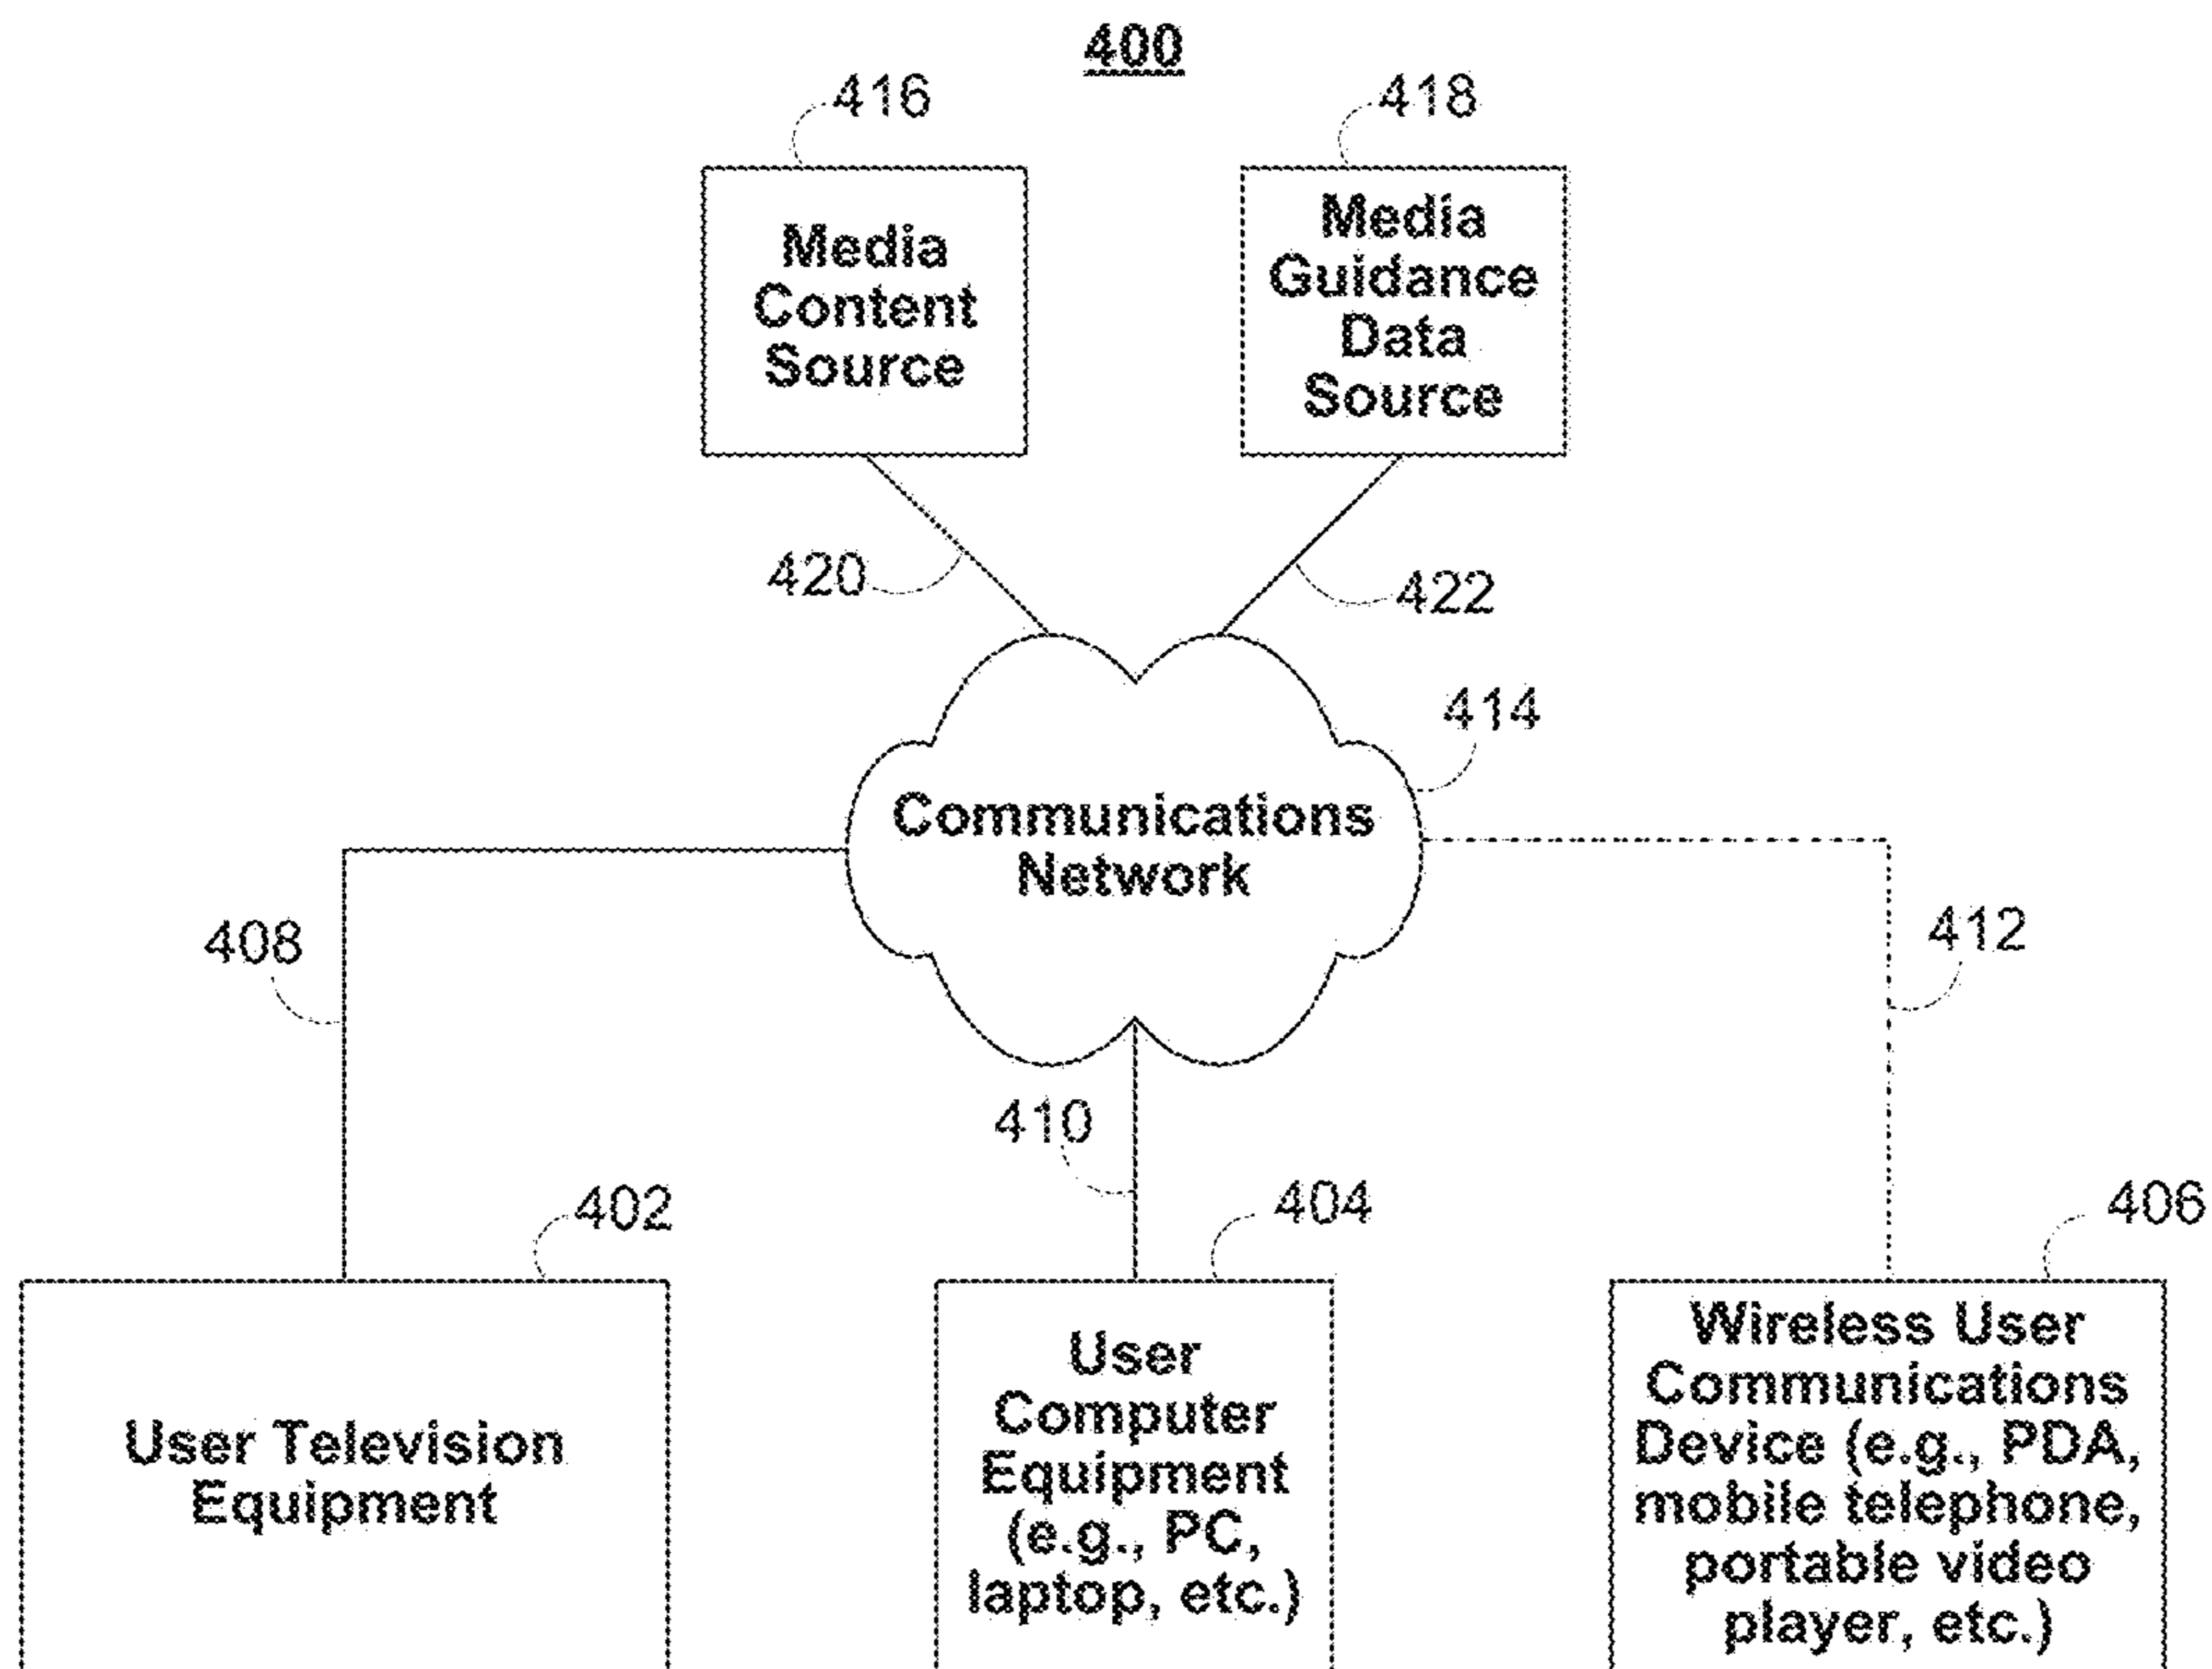 400
416
418
Media
Content
Source
Media
Guidance
Data
Source
420
422
414
Communications
Network
408
412
410
402
404
406
User Television
Equipment
User
Computer
Equipment
(e.g., PC,
laptop, etc.)
Wireless User
Communications
Device (e.g., PDA,
mobile telephone,
portable video
player, etc.)